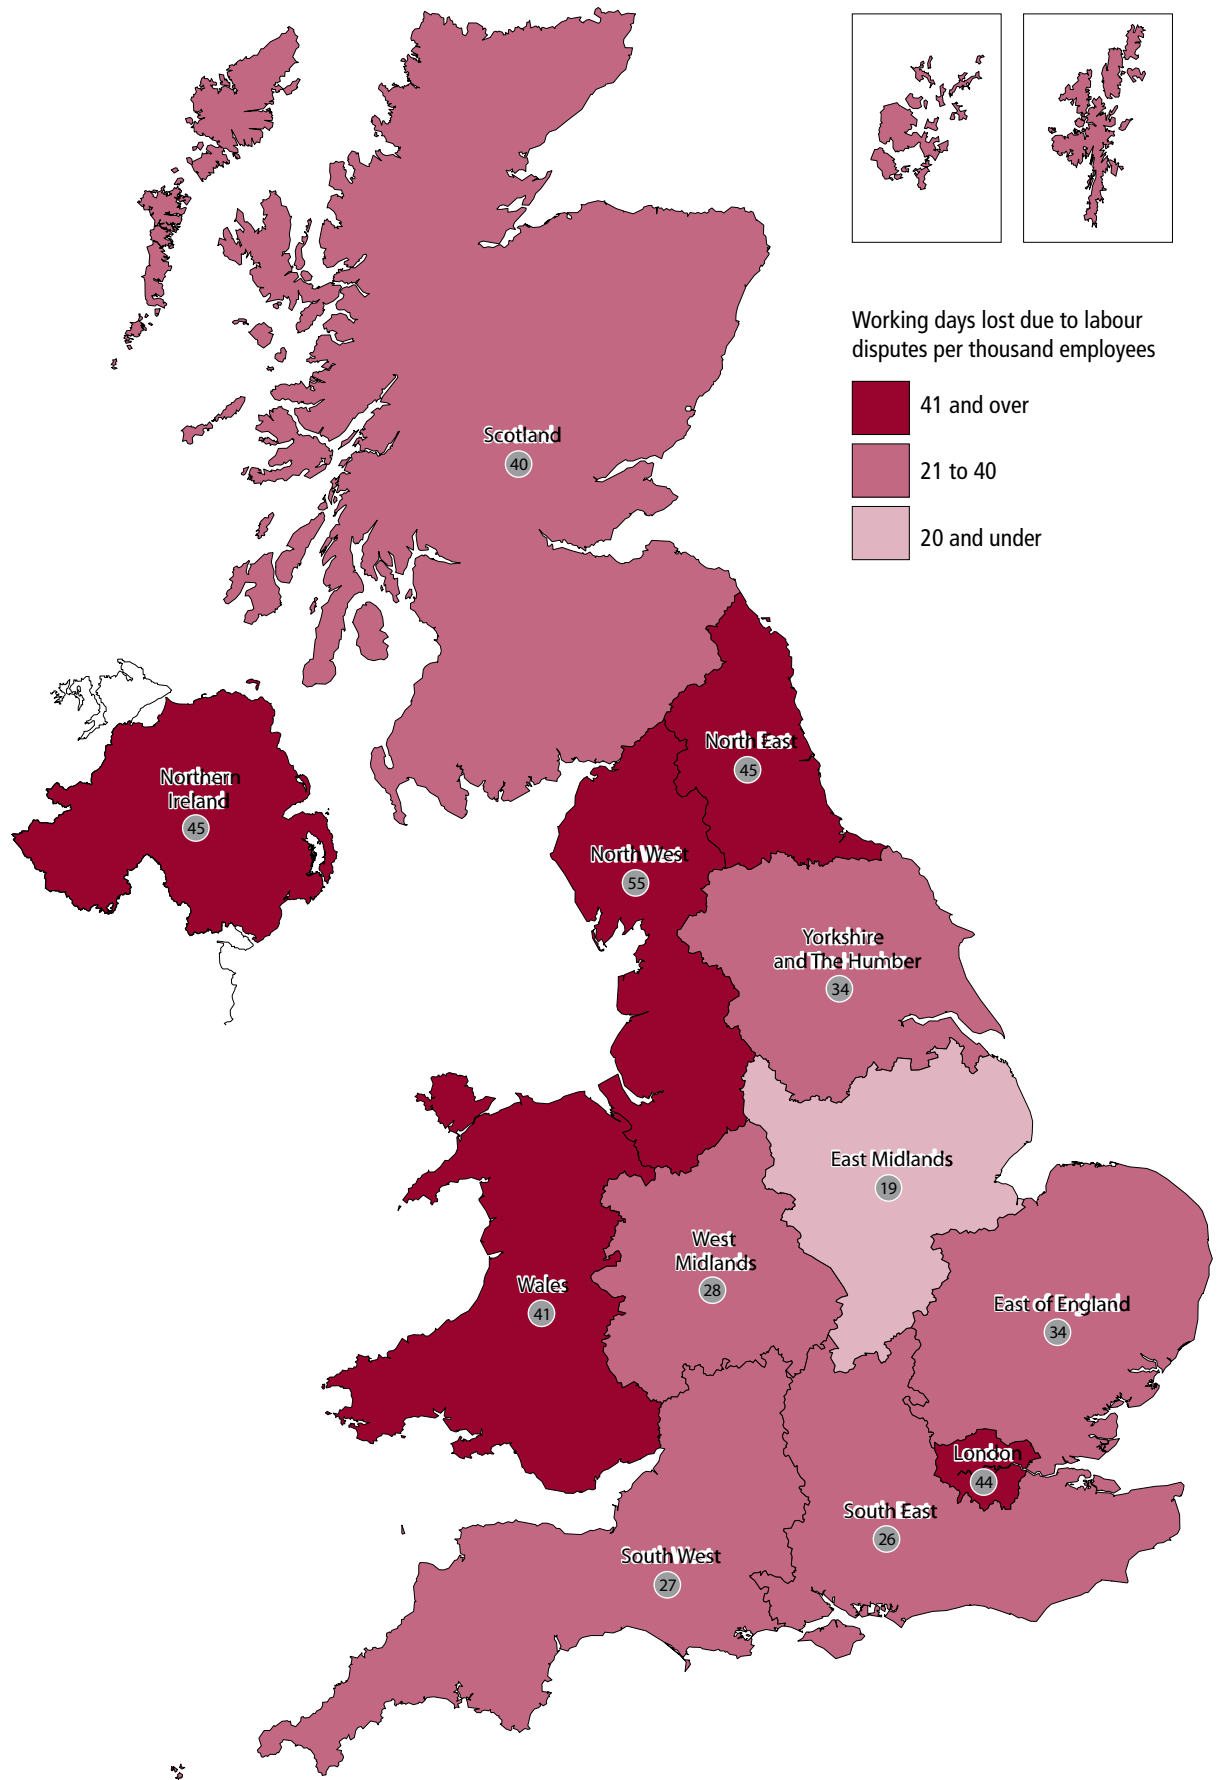 Working days lost due to labour
disputes per thousand employees
41 and over
21 to 40
20 and under
Scotland
40
North East
45
Northern
Ireland
45
North West
55
Yorkshire
and The Humber
34
East Midlands
19
West
Midlands
28
Wales
41
East of England
34
London
44
South East
26
South West
27